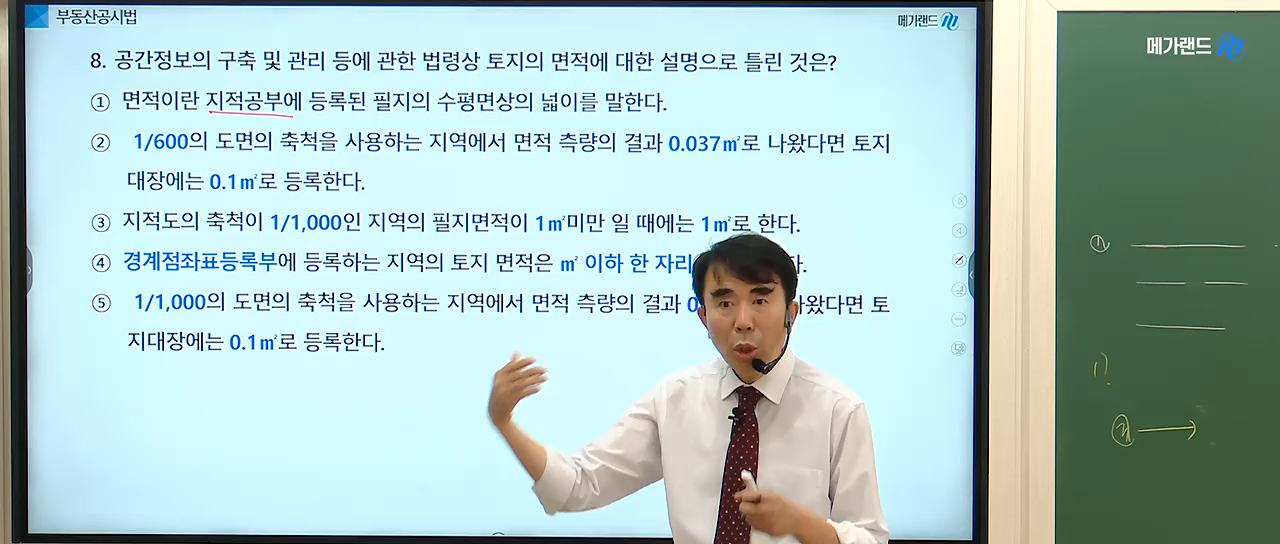 부동산공시법
메가랜드
메가랜드
8. 공간정보의 구축 및 관리 등에 관한 법령상 토지의 면적에 대한 설명으로 틀린 것은?
① 면적이란 지적공부에 등록된 필지의 수평면상의 넓이를 말한다.
② 1/600의 도면의 축척을 사용하는 지역에서 면적 측량의 결과 0.037㎡로 나왔다면 토지
대장에는 0.1㎡로 등록한다.
③ 지적도의 축척이 1/1,000인 지역의 필지면적이 1㎡미만 일 때에는 1㎡로 한다.
④ 경계점좌표등록부에 등록하는 지역의 토지 면적은 ㎡ 이하 한 자리 다.
⑤ 1/1,000의 도면의 축척을 사용하는 지역에서 면적 측량의 결과 나왔다면 토
지대장에는 0.1㎡로 등록한다.